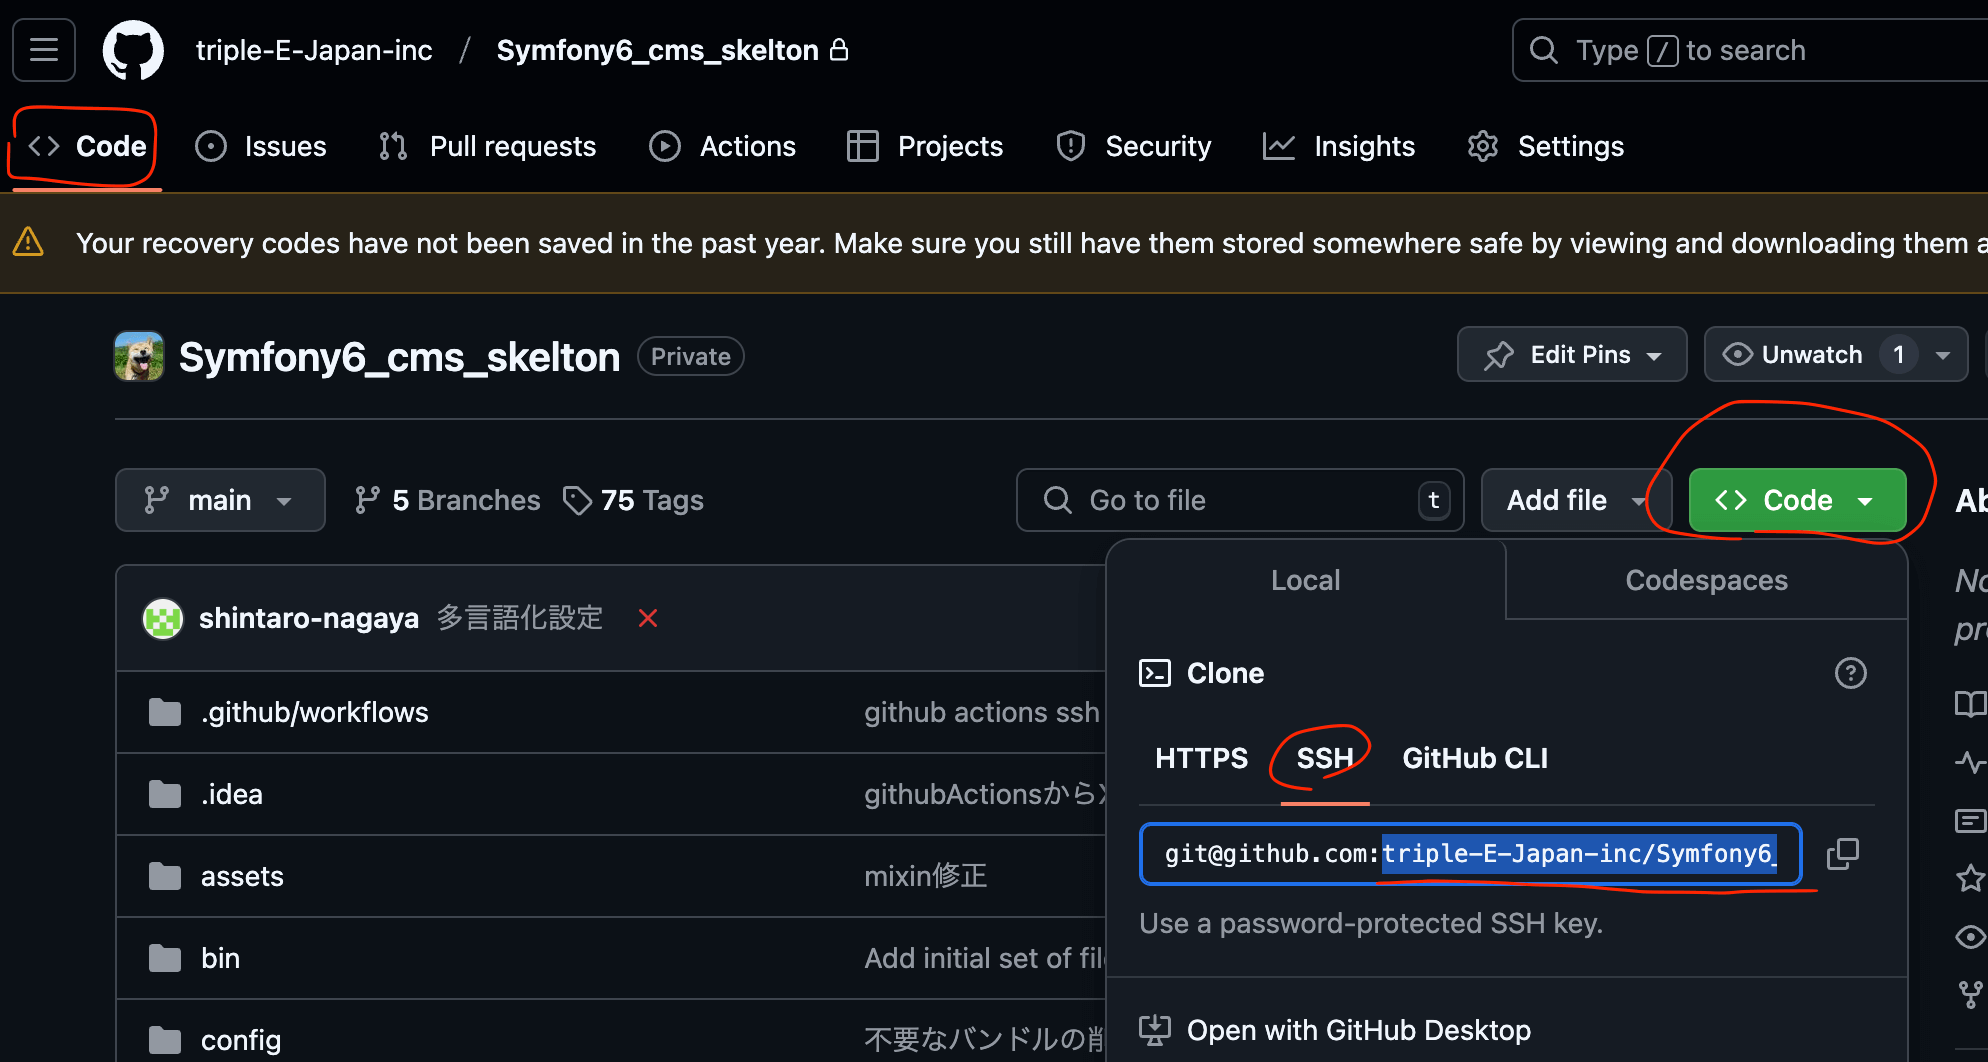 triple-E-Japan-inc / Symfony6_cms_skelton
Type / to search
Code Issues Pull requests Actions Projects Security Insights Settings
Your recovery codes have not been saved in the past year. Make sure you still have them stored somewhere safe by viewing and downloading them
Symfony6_cms_skelton Private
Edit Pins Unwatch 1
main 5 Branches 75 Tags
Go to file t Add file Code
Local Codespaces
shintaro-nagaya 多言語化設定
Clone
.github/workflows github actions ssh
HTTPS SSH GitHub CLI
.idea githubActionsから
git@github.com:triple-E-Japan-inc/Symfony6_
assets mixin修正
Use a password-protected SSH key.
bin Add initial set of
Open with GitHub Desktop
config 不要なバンドルの削